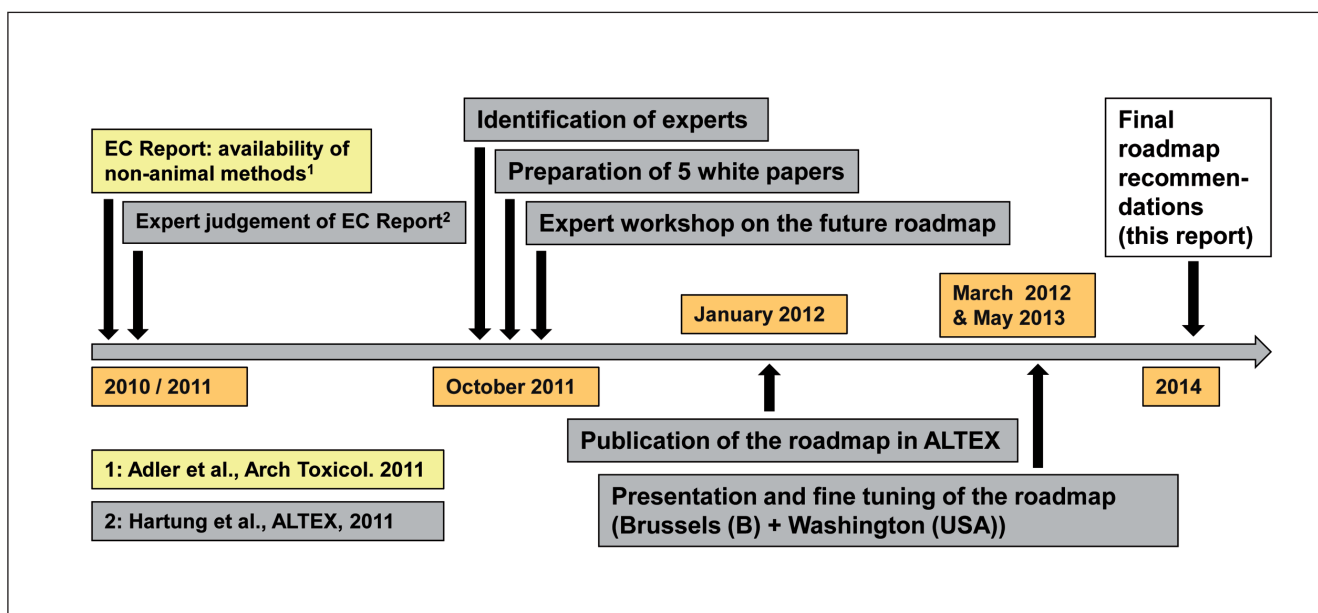 EC Report: availability of
non-animal methods¹
Expert judgement of EC Report²
Identification of experts
Preparation of 5 white papers
Expert workshop on the future roadmap
Final
roadmap
recommen-
dations
(this report)
January 2012
March 2012
& May 2013
2010 / 2011
October 2011
2014
Publication of the roadmap in ALTEX
Presentation and fine tuning of the roadmap
(Brussels (B) + Washington (USA))
1: Adler et al., Arch Toxicol. 2011
2: Hartung et al., ALTEX, 2011